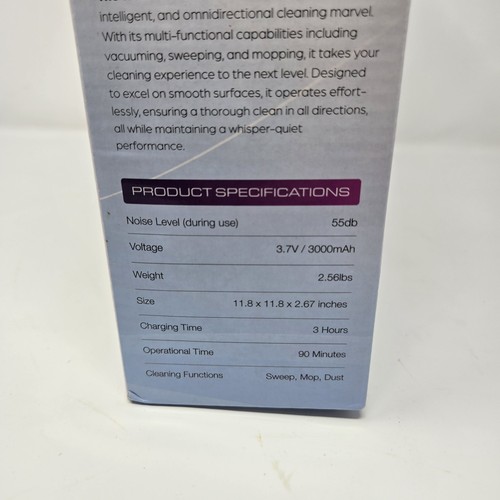 intelligent, and omnidirectional cleaning marvel.
With its multi-functional capabilities including
vacuuming, sweeping, and mopping, it takes your
cleaning experience to the next level. Designed
to excel on smooth surfaces, it operates effort-
lessly, ensuring a thorough clean in all directions,
all while maintaining a whisper-quiet
performance.
PRODUCT SPECIFICATIONS
Noise Level (during use) 55db
Voltage 3.7V / 3000mAh
Weight 2.56lbs
Size 11.8 x 11.8 x 2.67 inches
Charging Time 3 Hours
Operational Time 90 Minutes
Cleaning Functions Sweep, Mop, Dust